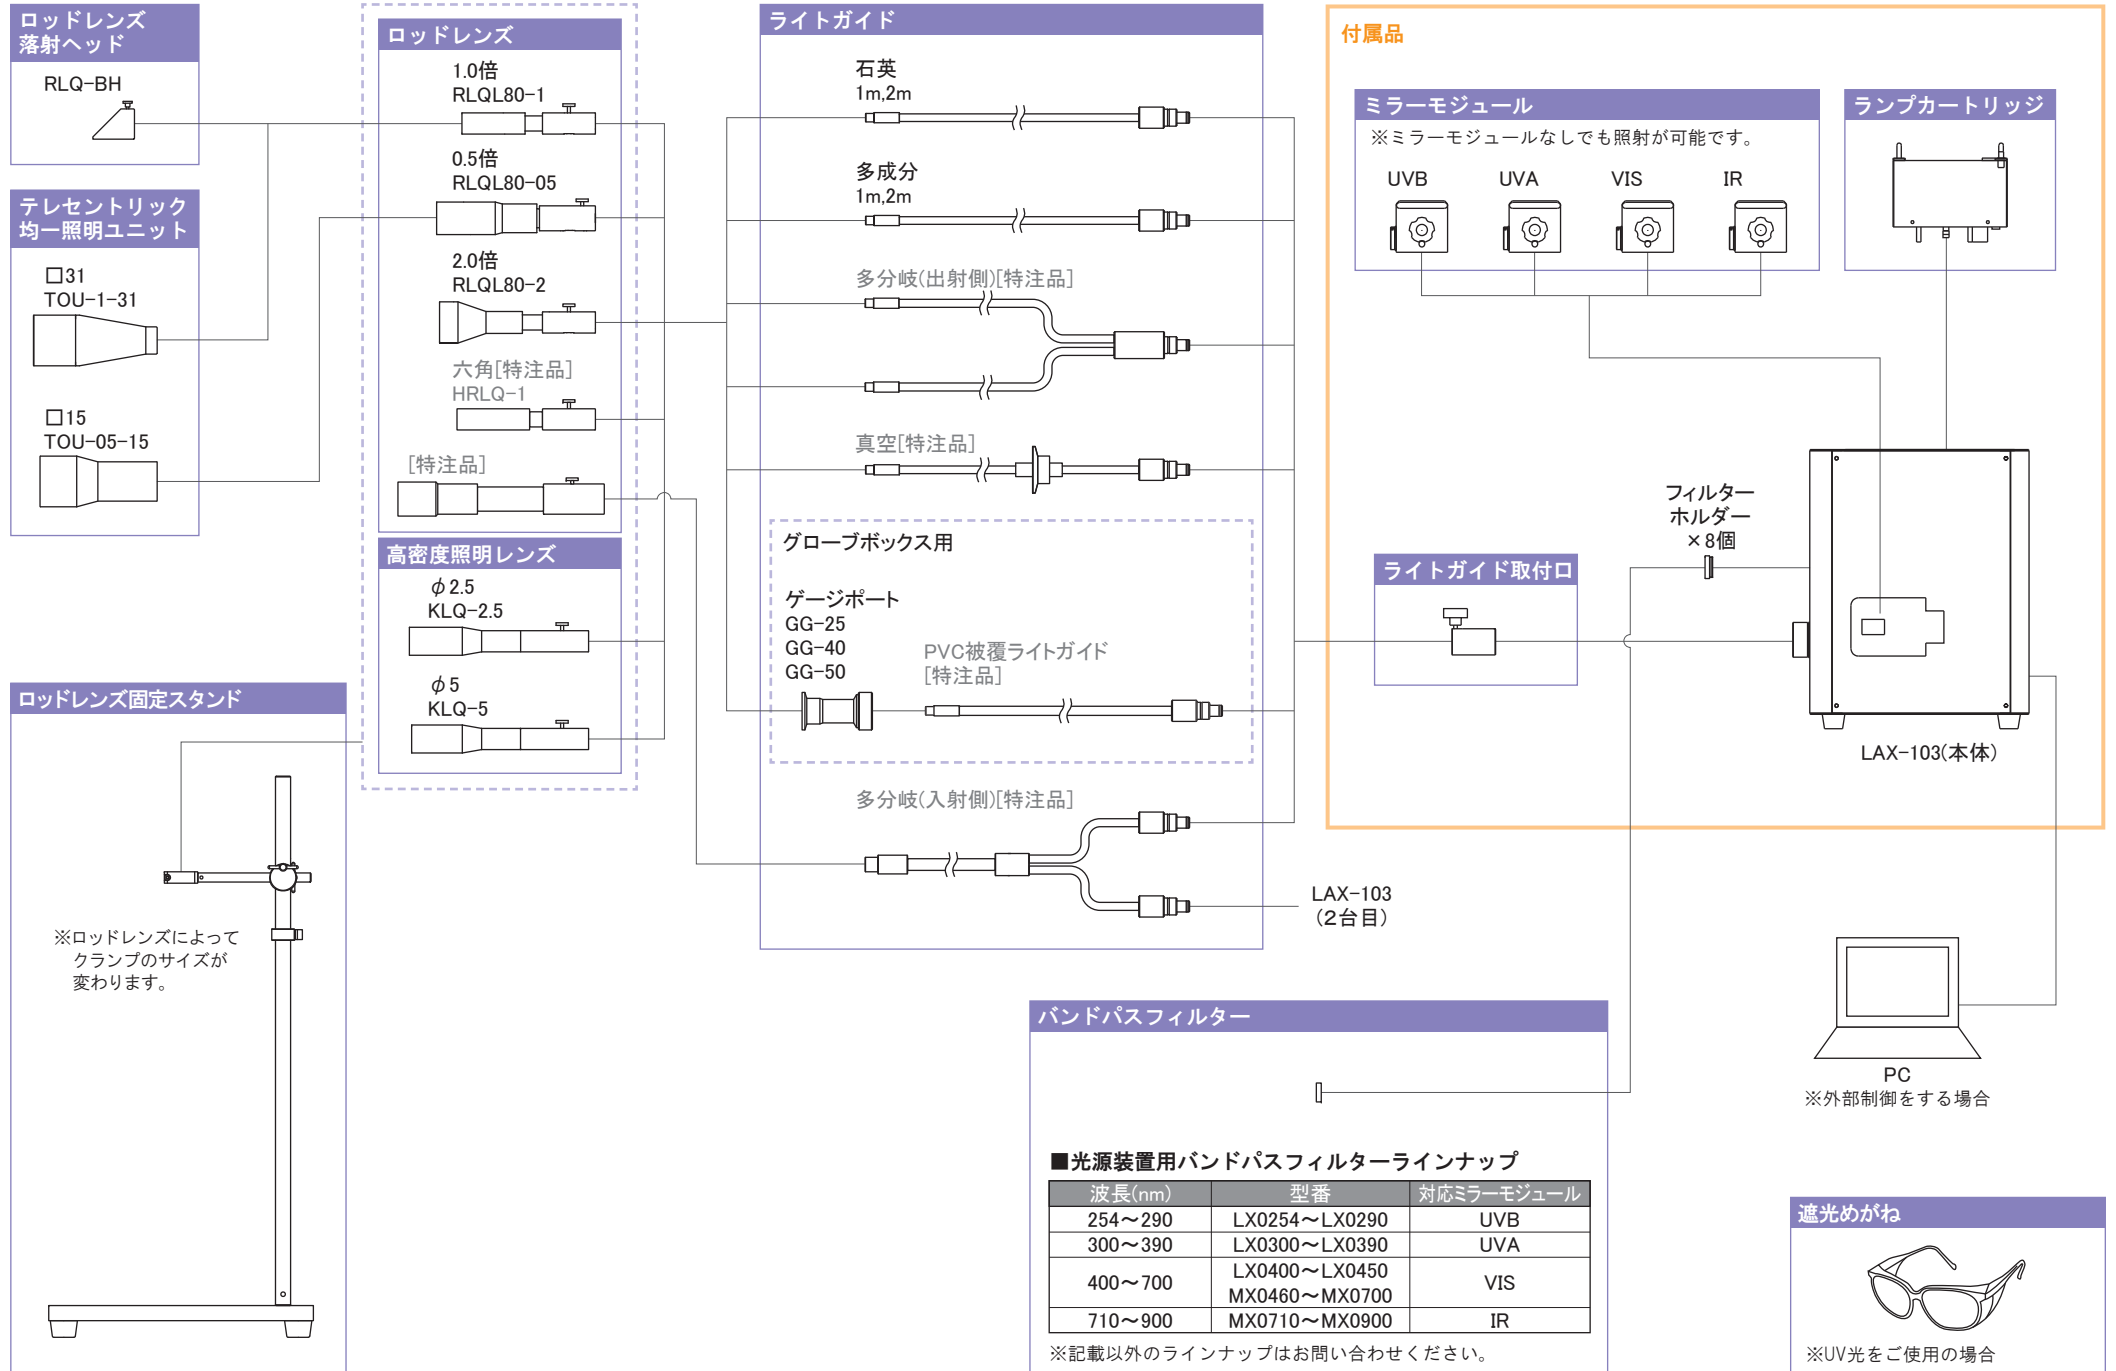 ロッドレンズ
落射ヘッド
RLQ-BH
テレセントリック
均一照明ユニット
□31
TOU-1-31
□15
TOU-05-15
ロッドレンズ
1.0倍
RLQL80-1
0.5倍
RLQL80-05
2.0倍
RLQL80-2
六角[特注品]
HRLQ-1
[特注品]
高密度照明レンズ
φ2.5
KLQ-2.5
φ5
KLQ-5
ロッドレンズ固定スタンド
※ロッドレンズによって
クランプのサイズが
変わります。
ライトガイド
石英
1m,2m
多成分
1m,2m
多分岐(出射側)[特注品]
真空[特注品]
グローブボックス用
ゲージポート
GG-25
GG-40
GG-50
PVC被覆ライトガイド
[特注品]
多分岐(入射側)[特注品]
LAX-103
(2台目)
付属品
ミラーモジュール
※ミラーモジュールなしでも照射が可能です。
UVB UVA VIS IR
ランプカートリッジ
フィルター
ホルダー
×8個
ライトガイド取付口
LAX-103(本体)
PC
※外部制御をする場合
バンドパスフィルター
■光源装置用バンドパスフィルターラインナップ
波長(nm) 型番 対応ミラーモジュール
254～290 LX0254～LX0290 UVB
300～390 LX0300～LX0390 UVA
400～700 LX0400～LX0450 VIS
MX0460～MX0700
710～900 MX0710～MX0900 IR
※記載以外のラインナップはお問い合わせください。
遮光めがね
※UV光をご使用の場合